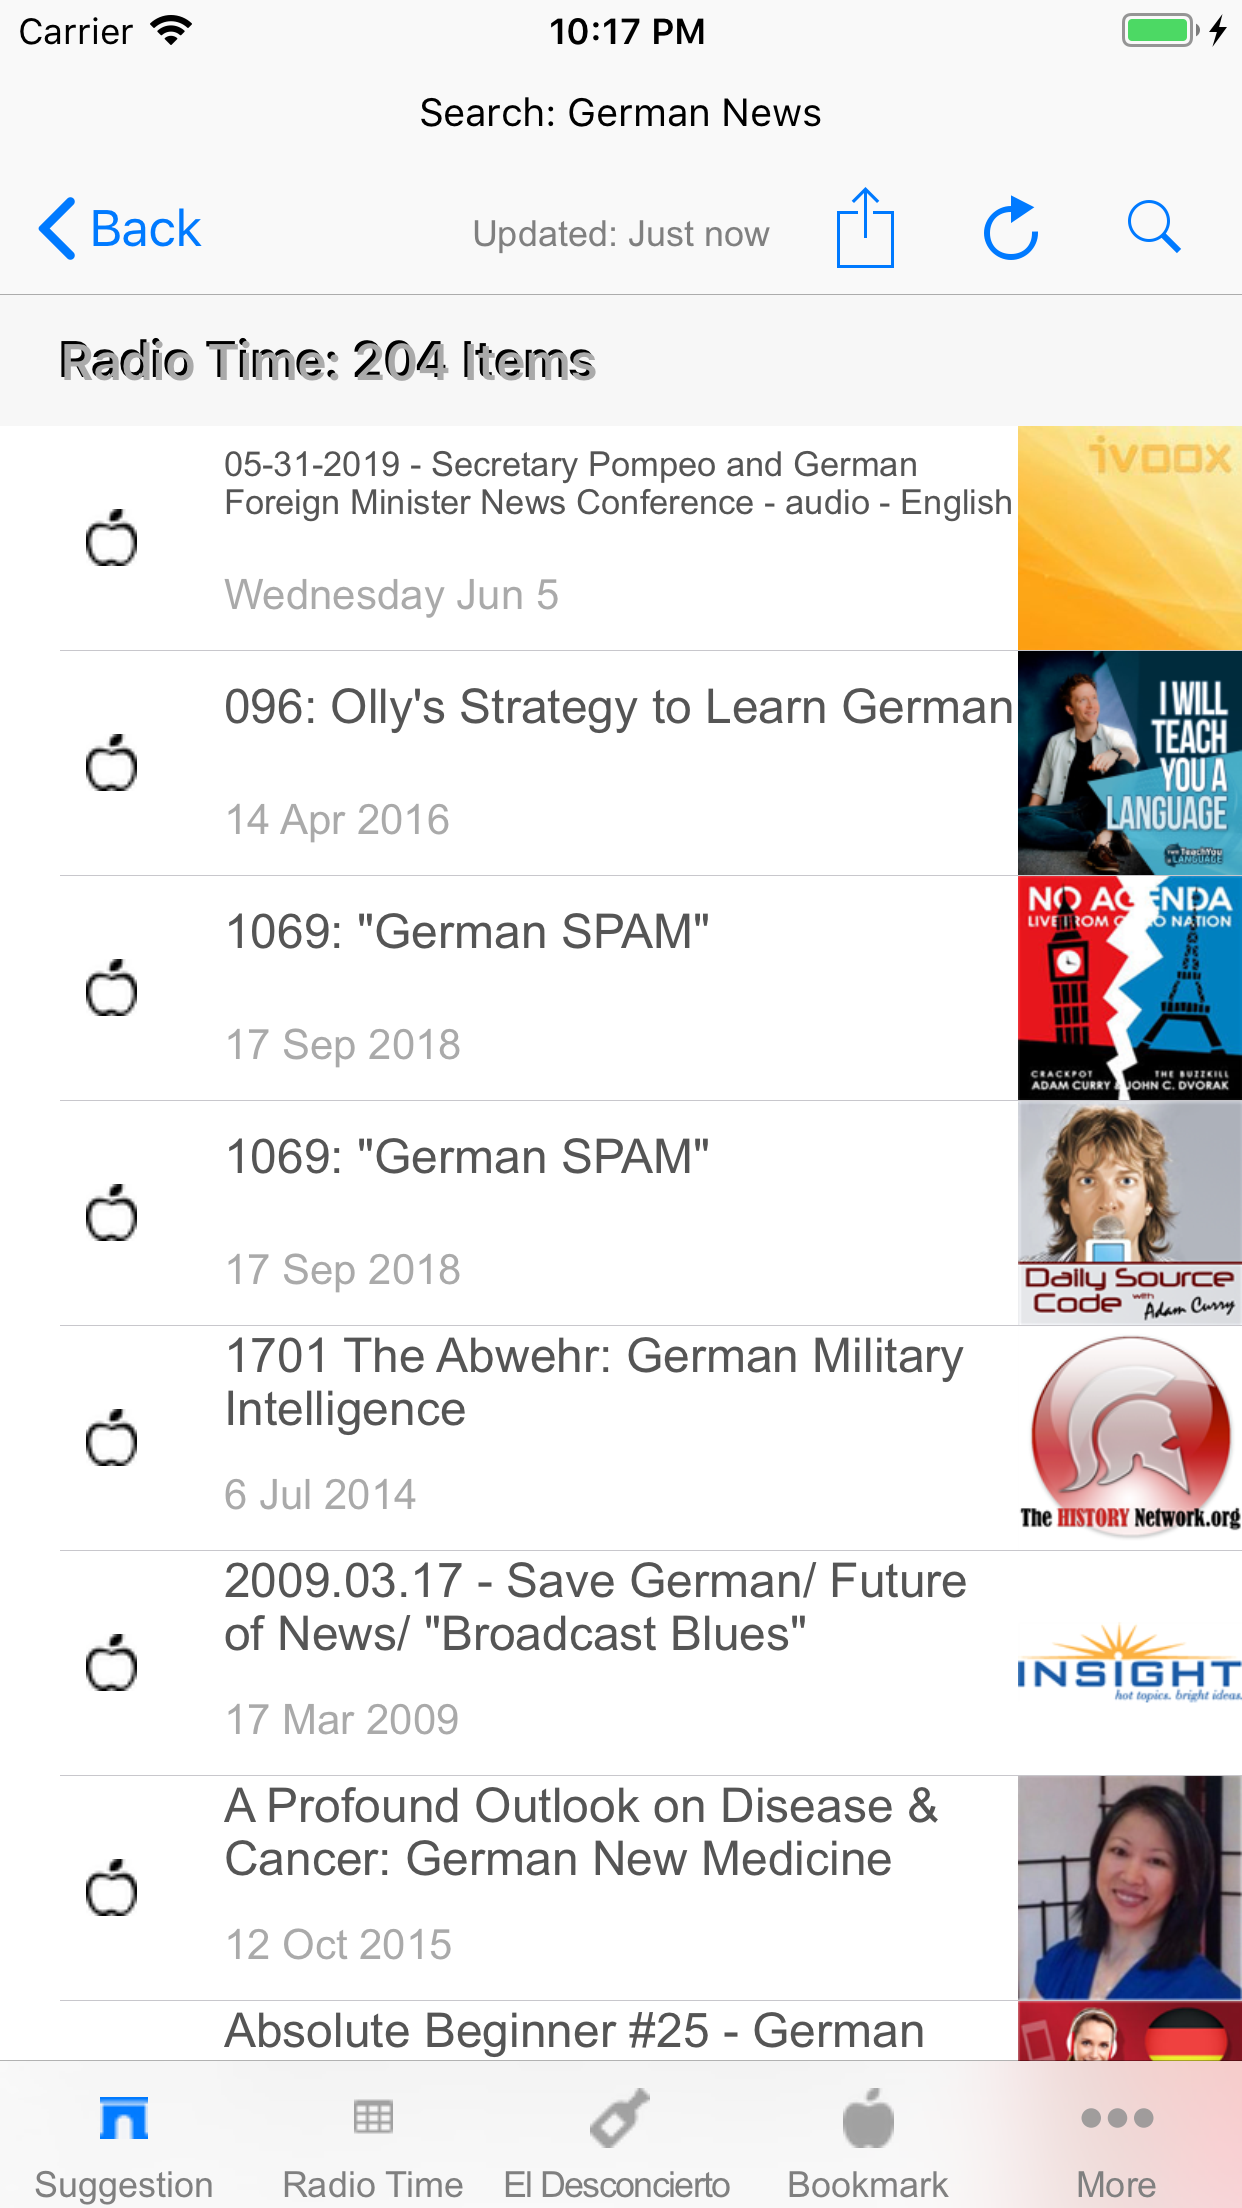 Carrier
10:17 PM
Search: German News
Back
Updated: Just now
Radio Time: 204 Items
05-31-2019 - Secretary Pompeo and German
Foreign Minister News Conference - audio - English
Wednesday Jun 5
ivoox
096: Olly's Strategy to Learn German
14 Apr 2016
I WILL
TEACH
YOU A
LANGUAGE
1069: "German SPAM"
17 Sep 2018
NO AGENDA
LIVE FROM NATION
CRACKPOT
ADAM CURRY &
THE BUZZKILL
JOHN C. DVORAK
1069: "German SPAM"
17 Sep 2018
Daily Source
Code with Adam Curry
1701 The Abwehr: German Military
Intelligence
6 Jul 2014
The HISTORY Network.org
2009.03.17 - Save German/ Future
of News/ "Broadcast Blues"
17 Mar 2009
INSIGHT
hot topics. bright ideas.
A Profound Outlook on Disease &
Cancer: German New Medicine
12 Oct 2015
Absolute Beginner #25 - German
Suggestion
Radio Time
El Desconcierto
Bookmark
More